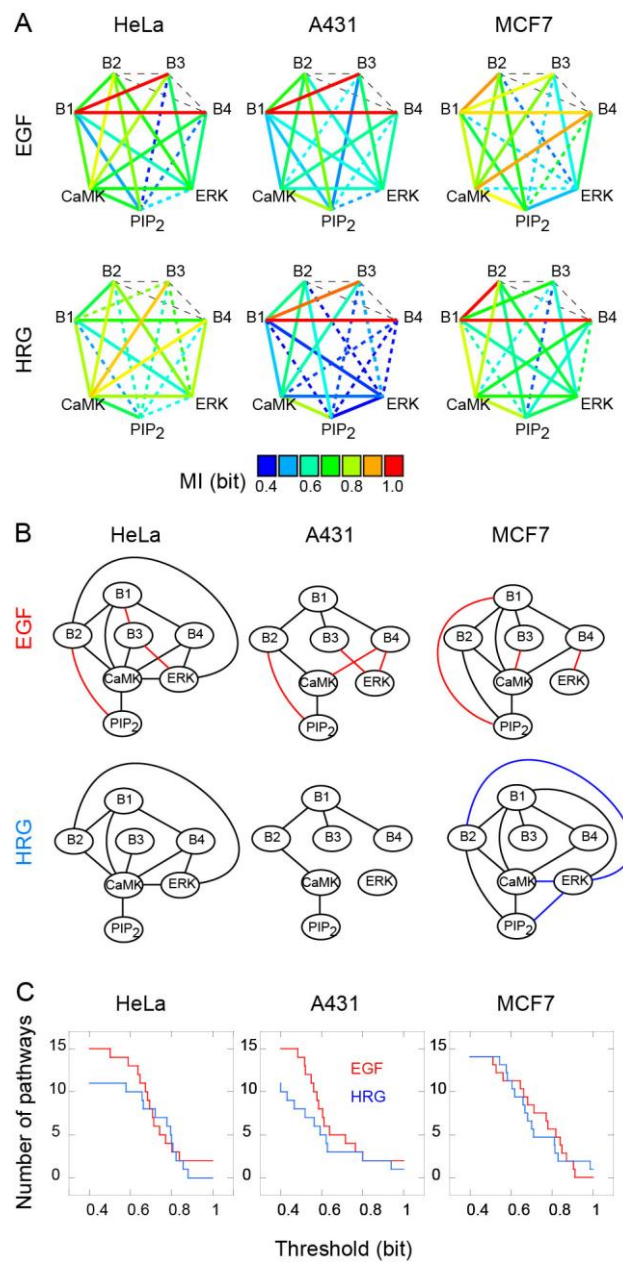 A
HeLa A431 MCF7
EGF
B2 B3 B2 B3 B2 B3
B1 B4 B1 B4 B1 B4
CaMK ERK CaMK ERK CaMK ERK
PIP2 PIP2 PIP2
HRG
B2 B3 B2 B3 B2 B3
B1 B4 B1 B4 B1 B4
CaMK ERK CaMK ERK CaMK ERK
PIP2 PIP2 PIP2
MI (bit)
0.4 0.6 0.8 1.0
B
HeLa A431 MCF7
EGF
B1 B1 B1
B2 B3 B4 B2 B3 B4 B2 B3 B4
CaMK ERK CaMK ERK CaMK ERK
PIP2 PIP2 PIP2
HRG
B1 B1 B1
B2 B3 B4 B2 B3 B4 B2 B3 B4
CaMK ERK CaMK ERK CaMK ERK
PIP2 PIP2 PIP2
C
HeLa A431 MCF7
Number of pathways
15 15 15
EGF
10 10 10
HRG
5 5 5
0 0 0
0.4 0.6 0.8 1 0.4 0.6 0.8 1 0.4 0.6 0.8 1
Threshold (bit)